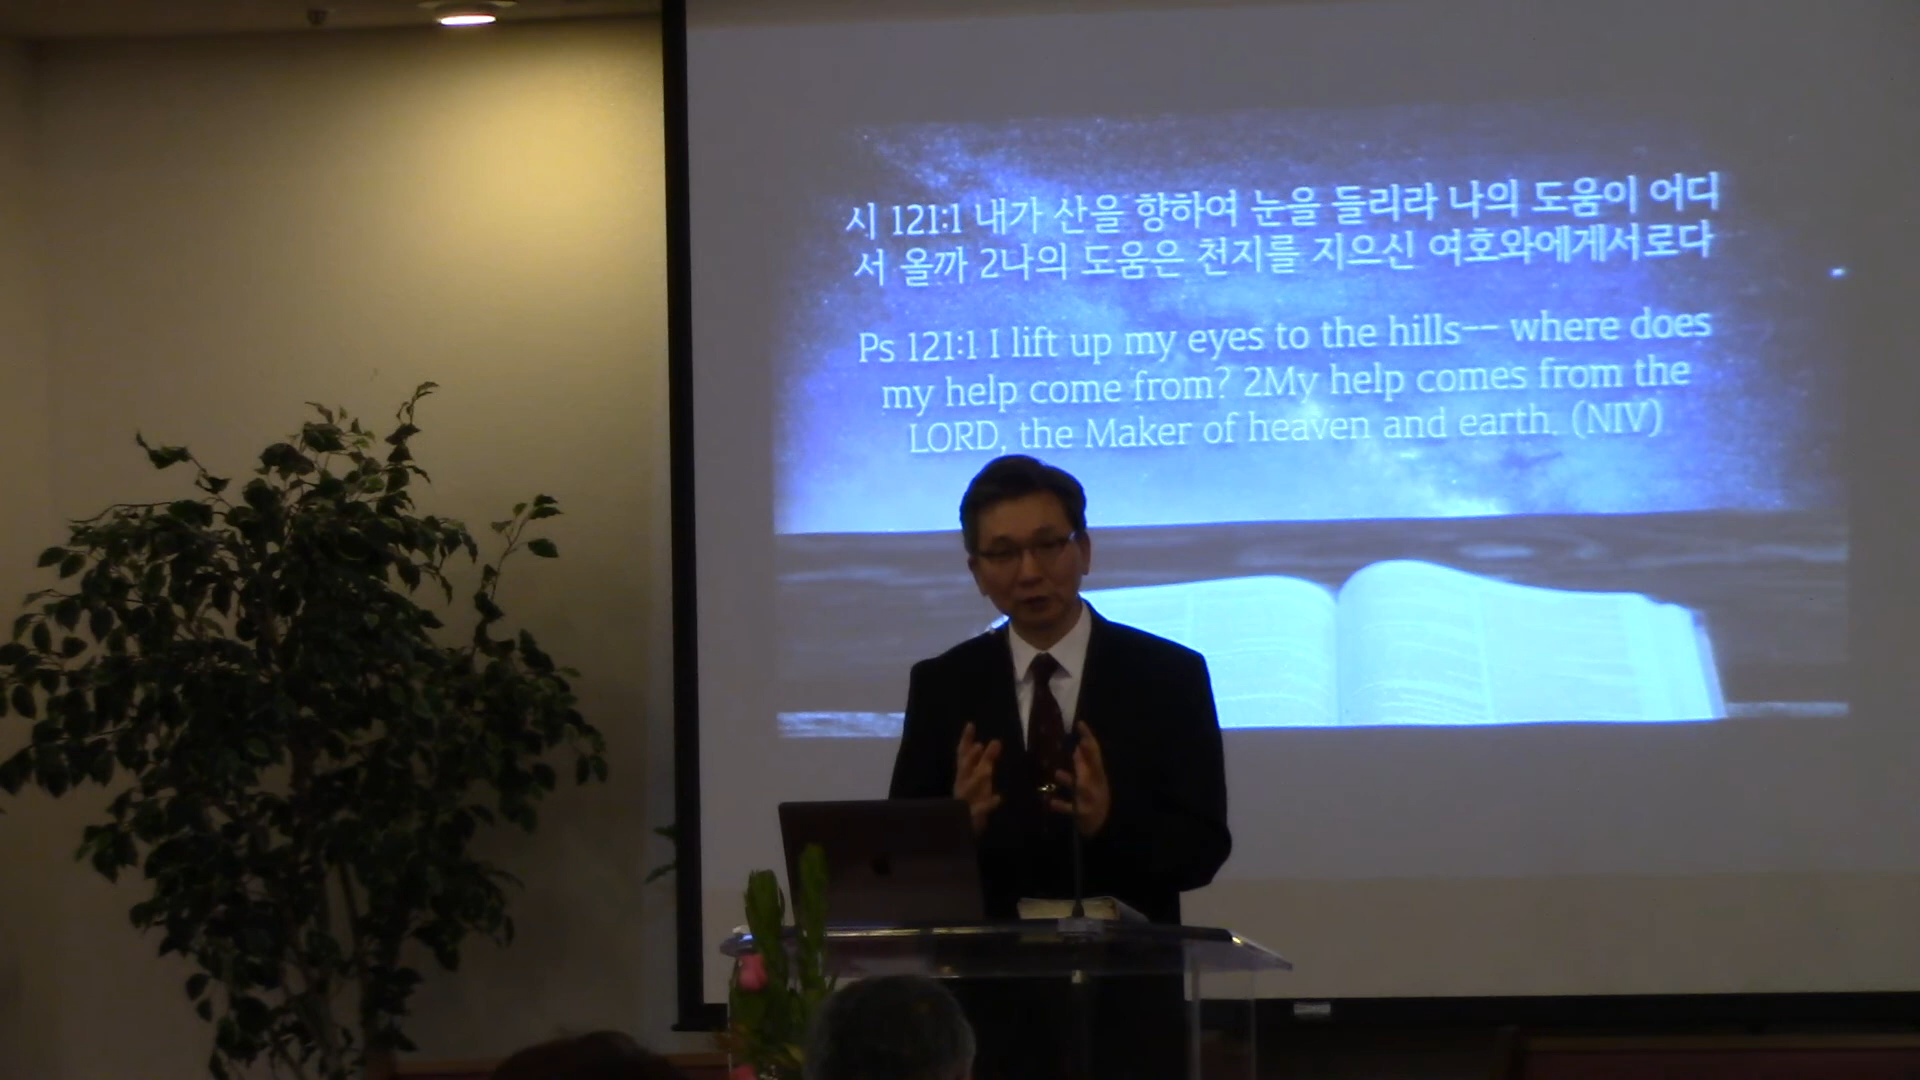 시 121:1 내가 산을 향하여 눈을 들리라 나의 도움이 어디
서 올까 2나의 도움은 천지를 지으신 여호와에게서로다
Ps 121:1 I lift up my eyes to the hills-- where does
my help come from? 2My help comes from the
LORD, the Maker of heaven and earth. (NIV)